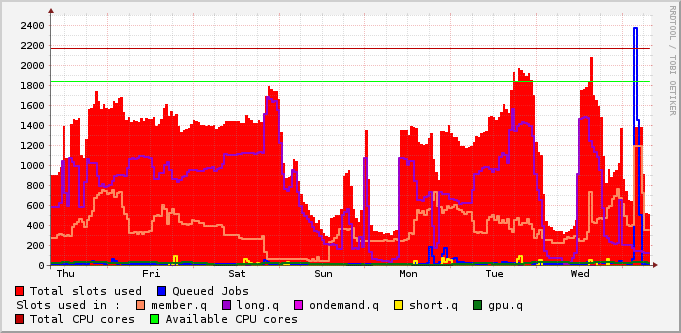 RRDTOOL / TOBI OETIKER
2400
2200
2000
1800
1600
1400
1200
1000
800
600
400
200
0
Thu Fri Sat Sun Mon Tue Wed
Total slots used Queued Jobs
Slots used in : member.q long.q ondemand.q short.q gpu.q
Total CPU cores Available CPU cores